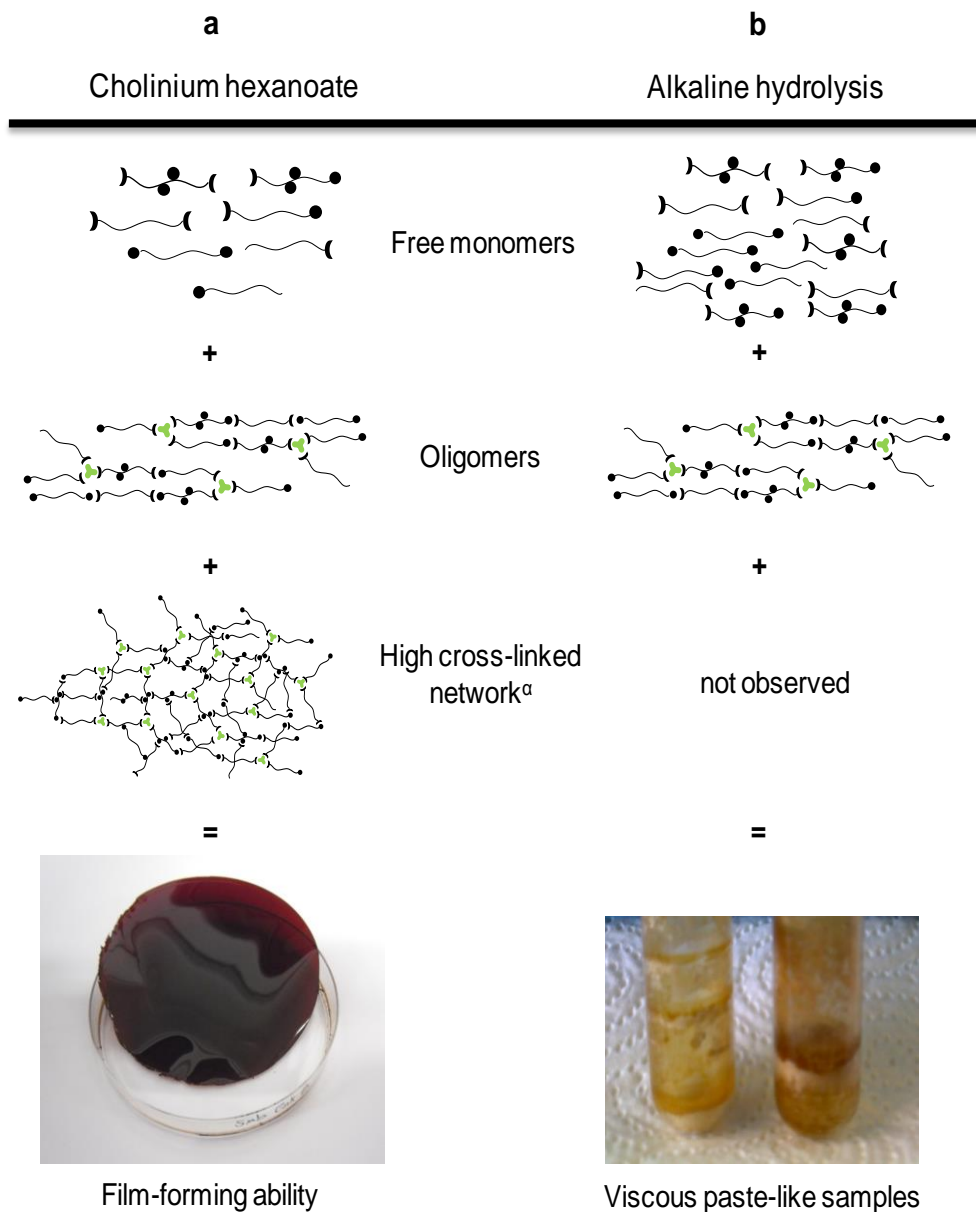 a
b
Cholinium hexanoate
Alkaline hydrolysis
Free monomers
+
+
Oligomers
+
+
High cross-linked
networkᵅ
not observed
=
=
Film-forming ability
Viscous paste-like samples